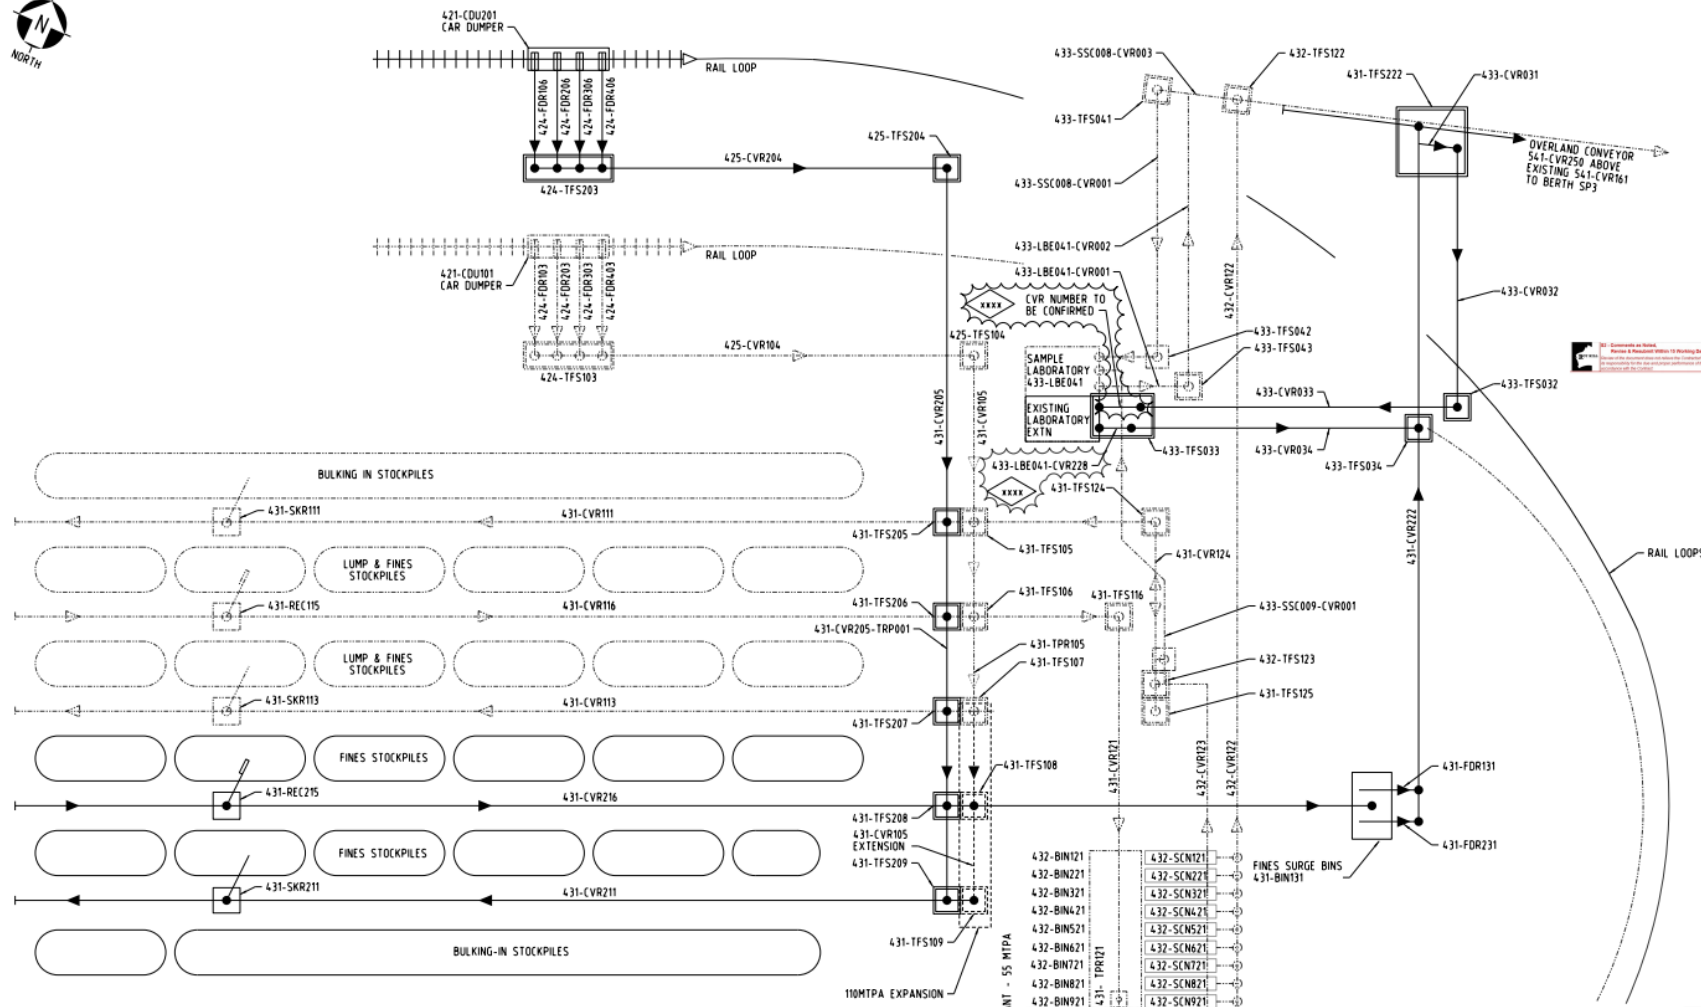 NORTH
N
421-CDU201
CAR DUMPER
RAIL LOOP
424-FDR106
424-FDR206
424-FDR306
424-FDR406
424-TFS203
425-CVR204
425-TFS204
433-SSC008-CVR003
432-TFS122
431-TFS222
433-CVR031
433-TFS041
OVERLAND CONVEYOR
541-CVR250 ABOVE
EXISTING 541-CVR161
TO BERTH SP3
433-SSC008-CVR001
421-CDU101
CAR DUMPER
RAIL LOOP
424-FDR103
424-FDR203
424-FDR303
424-FDR403
424-TFS103
425-CVR104
425-TFS104
433-LBE041-CVR002
433-LBE041-CVR001
432-CVR122
433-CVR032
XXXX
CVR NUMBER TO
BE CONFIRMED
433-TFS042
433-TFS043
SAMPLE
LABORATORY
433-LBE041
EXISTING
LABORATORY
EXTN
433-CVR033
433-TFS032
433-CVR034
433-TFS034
433-TFS033
433-LBE041-CVR228
XXXX
431-CVR205
431-CVR105
BULKING IN STOCKPILES
431-SKR111
431-CVR111
431-TFS205
431-TFS105
431-TFS124
431-CVR124
431-CVR222
RAIL LOOPS
LUMP & FINES
STOCKPILES
431-REC115
431-CVR116
431-TFS206
431-TFS106
431-TFS116
433-SSC009-CVR001
431-CVR205-TRP001
LUMP & FINES
STOCKPILES
431-TPR105
431-TFS107
432-TFS123
431-TFS125
431-SKR113
431-CVR113
431-TFS207
FINES STOCKPILES
431-TFS108
431-CVR121
432-CVR123
432-CVR122
431-FDR131
431-REC215
431-CVR216
431-TFS208
431-CVR105
EXTENSION
431-TFS209
431-FDR231
FINES SURGE BINS
431-BIN131
FINES STOCKPILES
431-SKR211
431-CVR211
431-TFS109
BULKING-IN STOCKPILES
110MTPA EXPANSION
NT - 55 MTPA
431- TPR121
432-BIN121
432-SCN121
432-BIN221
432-SCN221
432-BIN321
432-SCN321
432-BIN421
432-SCN421
432-BIN521
432-SCN521
432-BIN621
432-SCN621
432-BIN721
432-SCN721
432-BIN821
432-SCN821
432-BIN921
432-SCN921